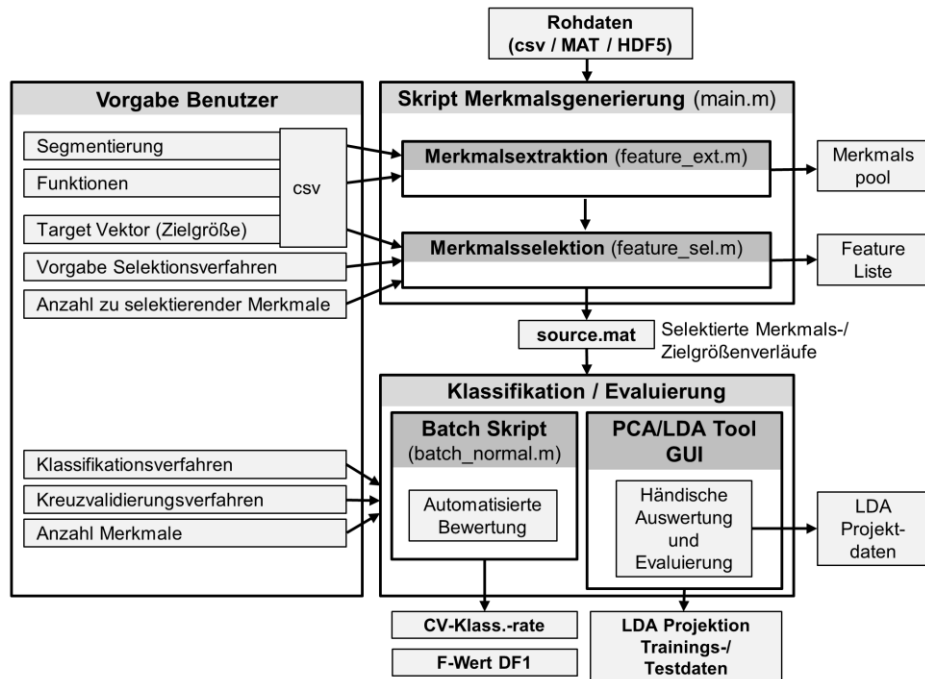 Rohdaten
(csv / MAT / HDF5)
Vorgabe Benutzer
Segmentierung
Funktionen
csv
Target Vektor (Zielgröße)
Vorgabe Selektionsverfahren
Anzahl zu selektierender Merkmale
Klassifikationsverfahren
Kreuzvalidierungsverfahren
Anzahl Merkmale
Skript Merkmalsgenerierung (main.m)
Merkmalsextraktion (feature_ext.m)
Merkmals
pool
Merkmalsselektion (feature_sel.m)
Feature
Liste
source.mat
Selektierte Merkmals-/
Zielgrößenverläufe
Klassifikation / Evaluierung
Batch Skript
(batch_normal.m)
Automatisierte
Bewertung
PCA/LDA Tool
GUI
Händische
Auswertung
und
Evaluierung
LDA
Projekt-
daten
CV-Klass.-rate
F-Wert DF1
LDA Projektion
Trainings-/
Testdaten